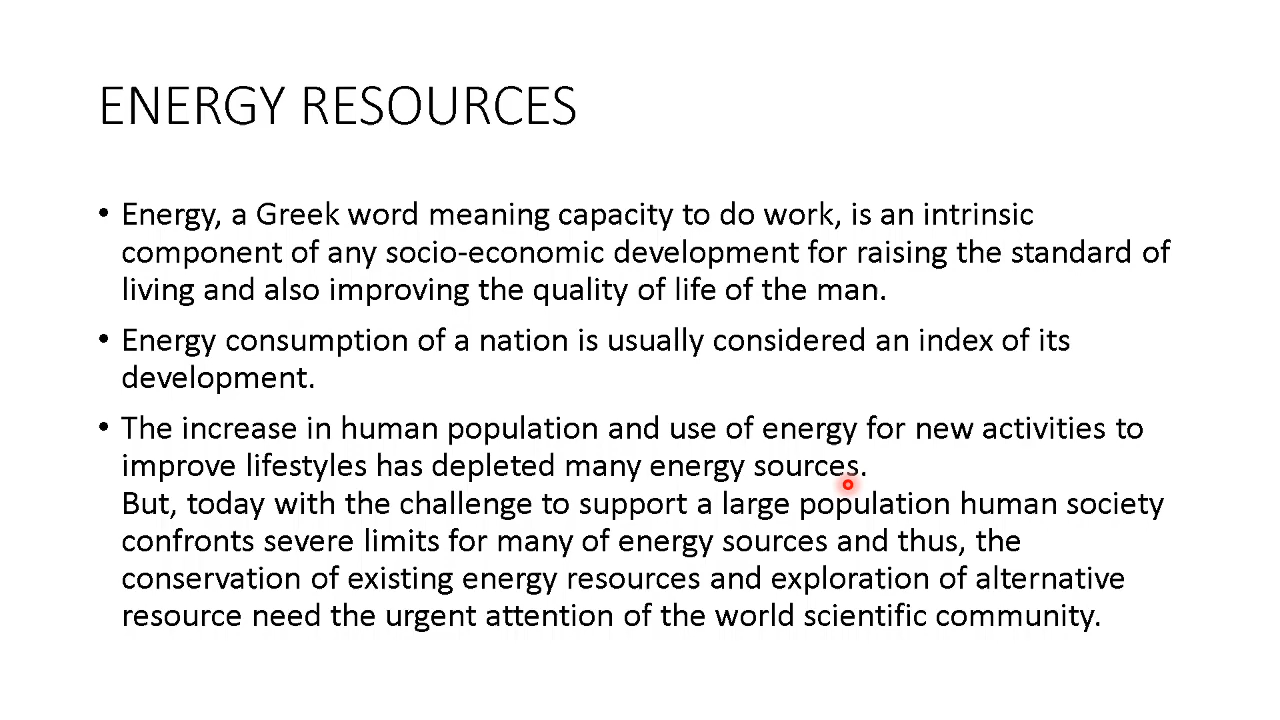 ENERGY RESOURCES
• Energy, a Greek word meaning capacity to do work, is an intrinsic
component of any socio-economic development for raising the standard of
living and also improving the quality of life of the man.
• Energy consumption of a nation is usually considered an index of its
development.
• The increase in human population and use of energy for new activities to
improve lifestyles has depleted many energy sources.
But, today with the challenge to support a large population human society
confronts severe limits for many of energy sources and thus, the
conservation of existing energy resources and exploration of alternative
resource need the urgent attention of the world scientific community.